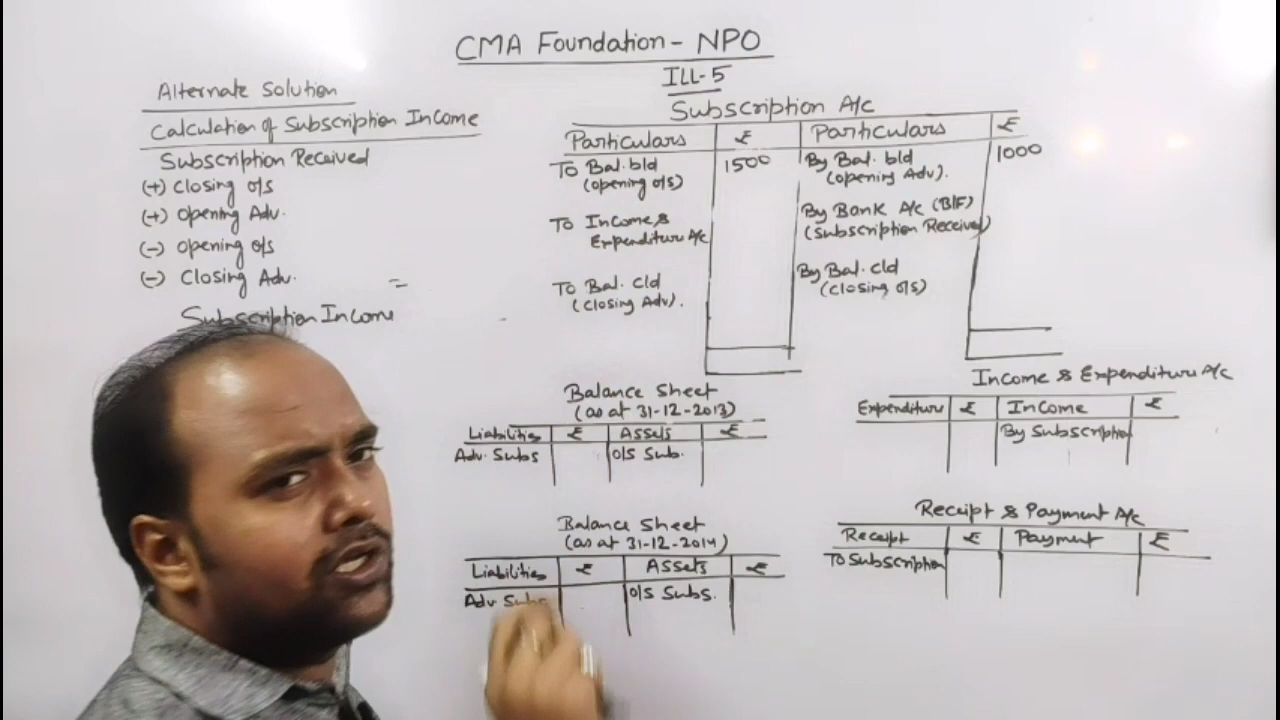 CMA Foundation - NPO
ILL-5
Alternate Solution
Calculation of Subscription Income
Subscription Received
(+) Closing o/s
(+) Opening Adv.
(-) Opening o/s
(-) Closing Adv.
=
Subscription Income
Subscription A/c
Particulars ₹ Particulars ₹
To Bal. b/d 1500 By Bal. b/d 1000
(opening o/s) (opening Adv).
To Income & By Bank A/c (B/F)
Expenditure A/c (Subscription Received)
To Bal. c/d By Bal. c/d
(closing Adv). (closing o/s)
Balance Sheet
(as at 31-12-2013)
Liabilities ₹ Assets ₹
Adv. Subs O/S Sub.
Income & Expenditure A/c
Expenditure ₹ Income ₹
By Subscription
Balance Sheet
(as at 31-12-2014)
Liabilities ₹ Assets ₹
Adv. Subs O/S Subs.
Receipt & Payment A/c
Receipt ₹ Payment ₹
To Subscription